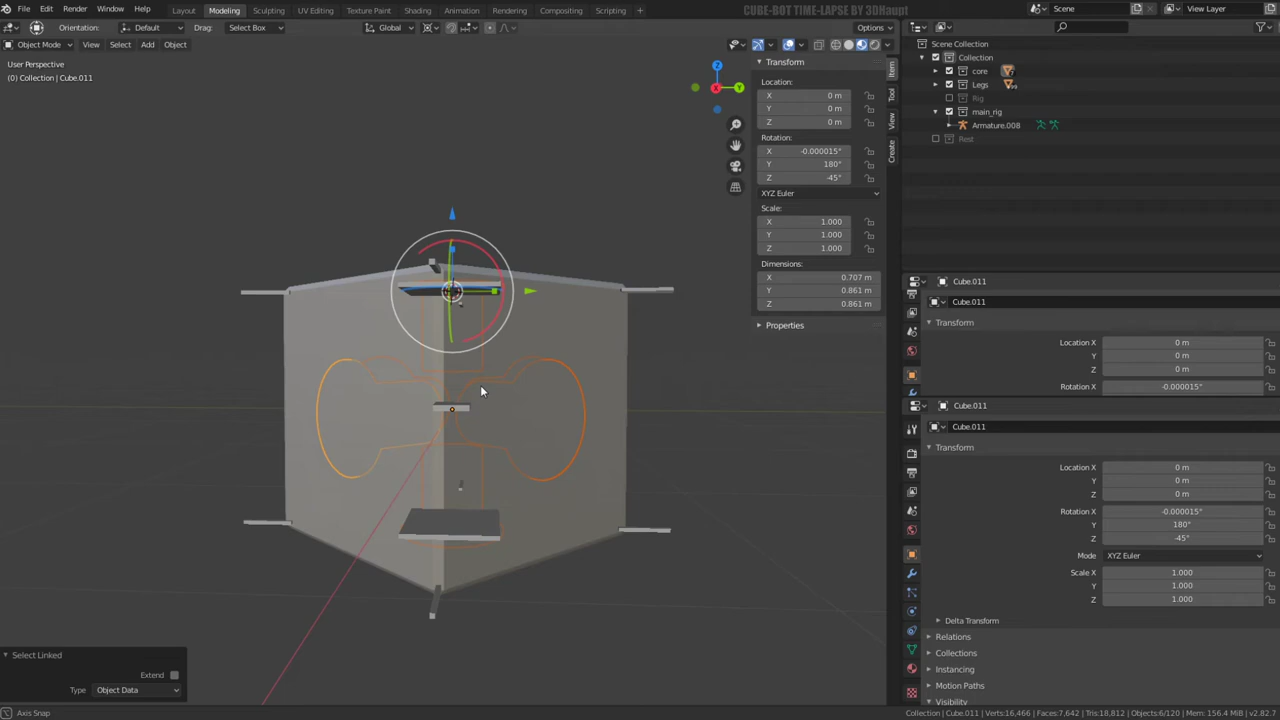 File Edit Render Window Help
Layout Modeling Sculpting UV Editing Texture Paint Shading Animation Rendering Compositing Scripting
CUBE-BOT TIME-LAPSE BY 3DHaupt
Scene
View Layer
Orientation: Default Drag: Select Box
Global
Options
Object Mode View Select Add Object
User Perspective
(0) Collection | Cube.011
Transform
Location:
X 0 m
Y 0 m
Z 0 m
Rotation:
X -0.000015°
Y 180°
Z -45°
XYZ Euler
Scale:
X 1.000
Y 1.000
Z 1.000
Dimensions:
X 0.707 m
Y 0.861 m
Z 0.861 m
Properties
Item
Tool
View
Create
Scene Collection
Collection
core
Legs
Rig
main_rig
Armature.008
Rest
Cube.011
Cube.011
Transform
Location X 0 m
Y 0 m
Z 0 m
Rotation X -0.000015°
Cube.011
Cube.011
Transform
Location X 0 m
Y 0 m
Z 0 m
Rotation X -0.000015°
Y 180°
Z -45°
Mode XYZ Euler
Scale X 1.000
Y 1.000
Z 1.000
Delta Transform
Relations
Collections
Instancing
Motion Paths
Visibility
Select Linked
Extend
Type Object Data
Axis Snap
Collection | Cube.011 | Verts:16,466 | Faces:7,642 | Tris:18,812 | Objects:6/120 | Mem: 156.4 MiB | v2.82.7